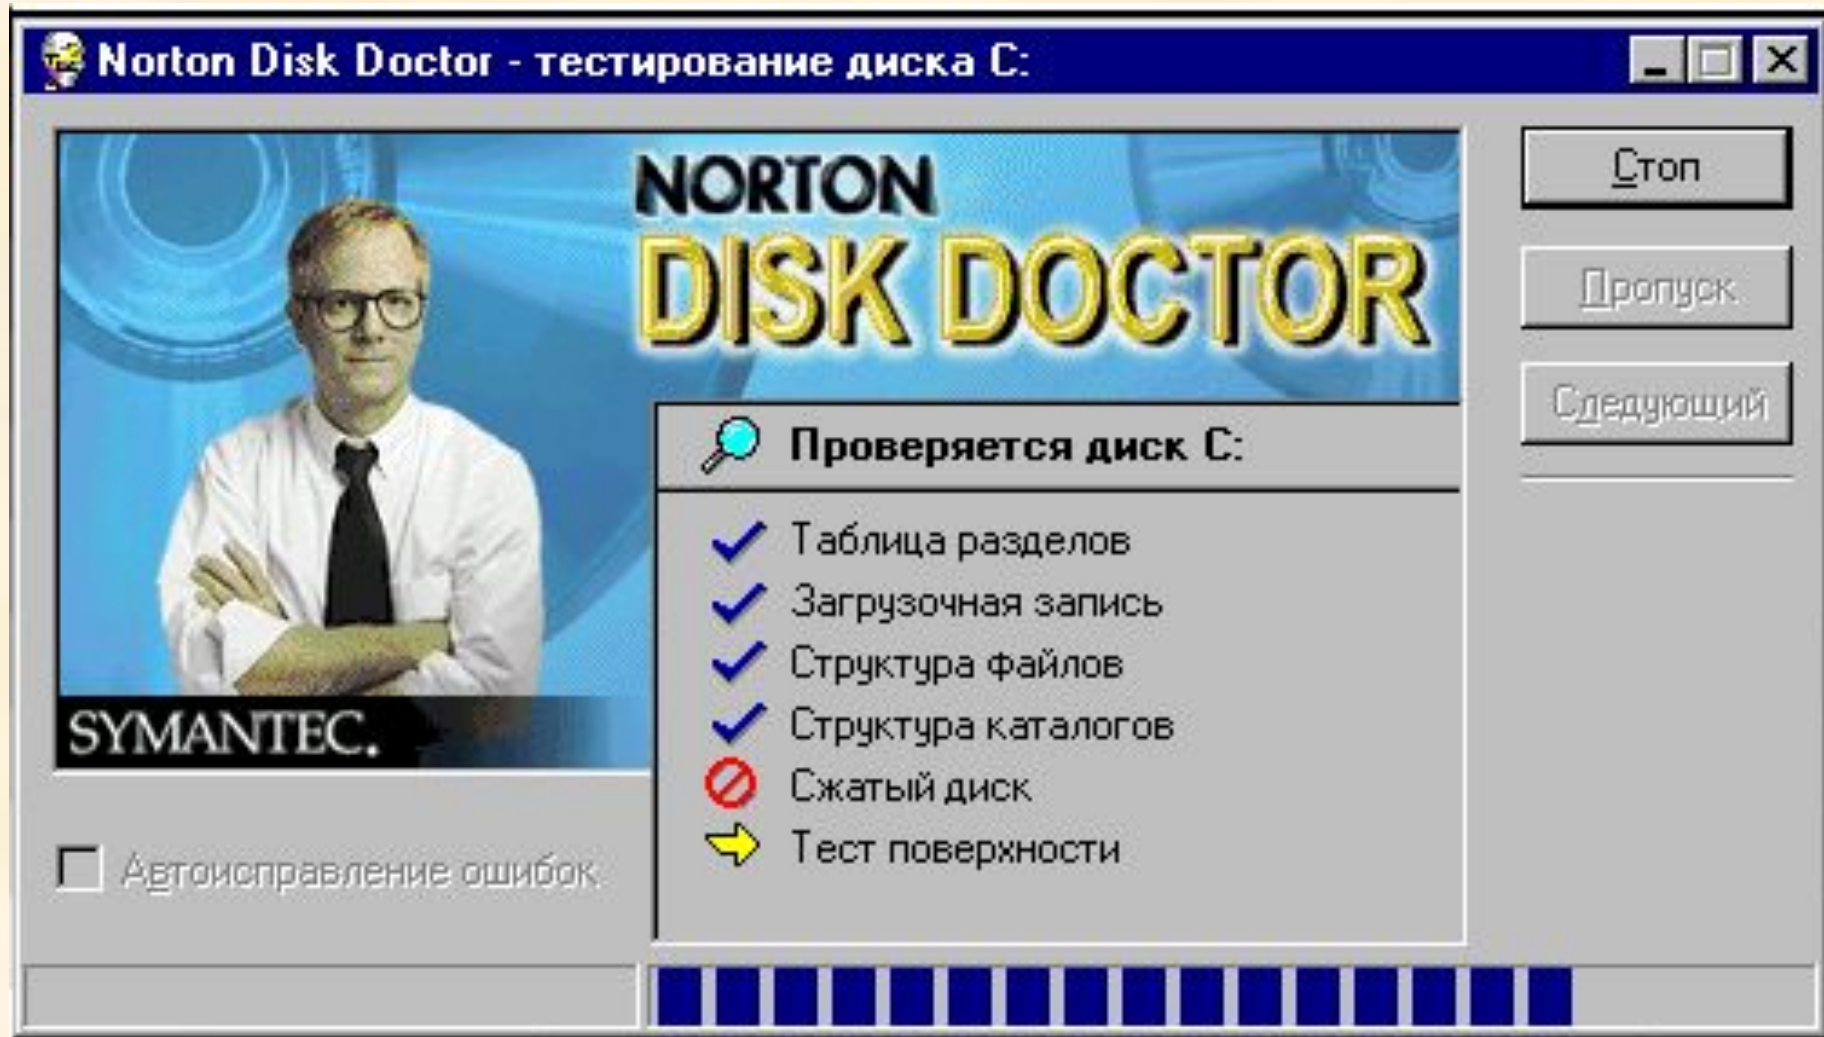 Norton Disk Doctor - тестирование диска C:
NORTON
DISK DOCTOR
SYMANTEC.
Проверяется диск C:
Таблица разделов
Загрузочная запись
Структура файлов
Структура каталогов
Сжатый диск
Тест поверхности
Автоисправление ошибок
Стоп
Пропуск
Следующий